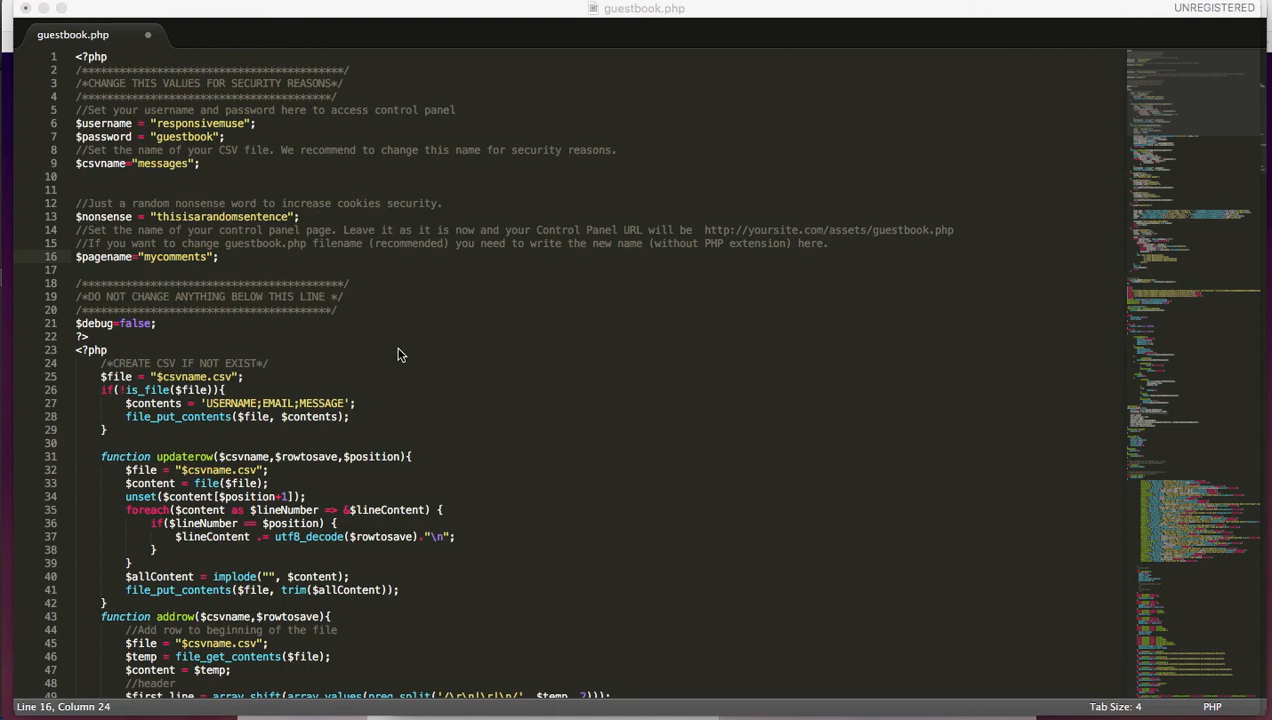 guestbook.php
UNREGISTERED
guestbook.php
1 <?php
2 /******************************************/
3 /*CHANGE THIS VALUES FOR SECURITY REASONS*/
4 /****************************************/
5 //Set your username and password here to access control panel
6 $username = "responsivemuse";
7 $password = "guestbook";
8 //Set the name of your CSV file. We recommend to change this name for security reasons.
9 $csvname="messages";
10
11
12 //Just a random nonsense word to increase cookies security.
13 $nonsense = "thisisarandomsentence";
14 //Set the name of your control panel page. Leave it as it is now and your Control Panel URL will be  http://yoursite.com/assets/guestbook.php
15 //If you want to change guestbook.php filename (recommended) you need to write the new name (without PHP extension) here.
16 $pagename="mycomments";
17
18 /******************************************/
19 /*DO NOT CHANGE ANYTHING BELOW THIS LINE */
20 /****************************************/
21 $debug=false;
22 ?>
23 <?php
24 /*CREATE CSV IF NOT EXIST*/
25 $file = "$csvname.csv";
26 if(!is_file($file)){
27 $contents = 'USERNAME;EMAIL;MESSAGE';
28 file_put_contents($file, $contents);
29 }
30
31 function updaterow($csvname,$rowtosave,$position){
32 $file = "$csvname.csv";
33 $content = file($file);
34 unset($content[$position+1]);
35 foreach($content as $lineNumber => &$lineContent) {
36 if($lineNumber == $position) {
37 $lineContent .= utf8_decode($rowtosave)."\n";
38 }
39 }
40 $allContent = implode("", $content);
41 file_put_contents($file, trim($allContent));
42 }
43 function addrow($csvname,$rowtosave){
44 //Add row to beginning of the file
45 $file = "$csvname.csv";
46 $temp = file_get_contents($file);
47 $content = $temp;
48 //header
49 $first_line = array_shift(array_values(preg_split('/\r\n|\r|\n/', $temp, 2)));
Line 16, Column 24
Tab Size: 4
PHP